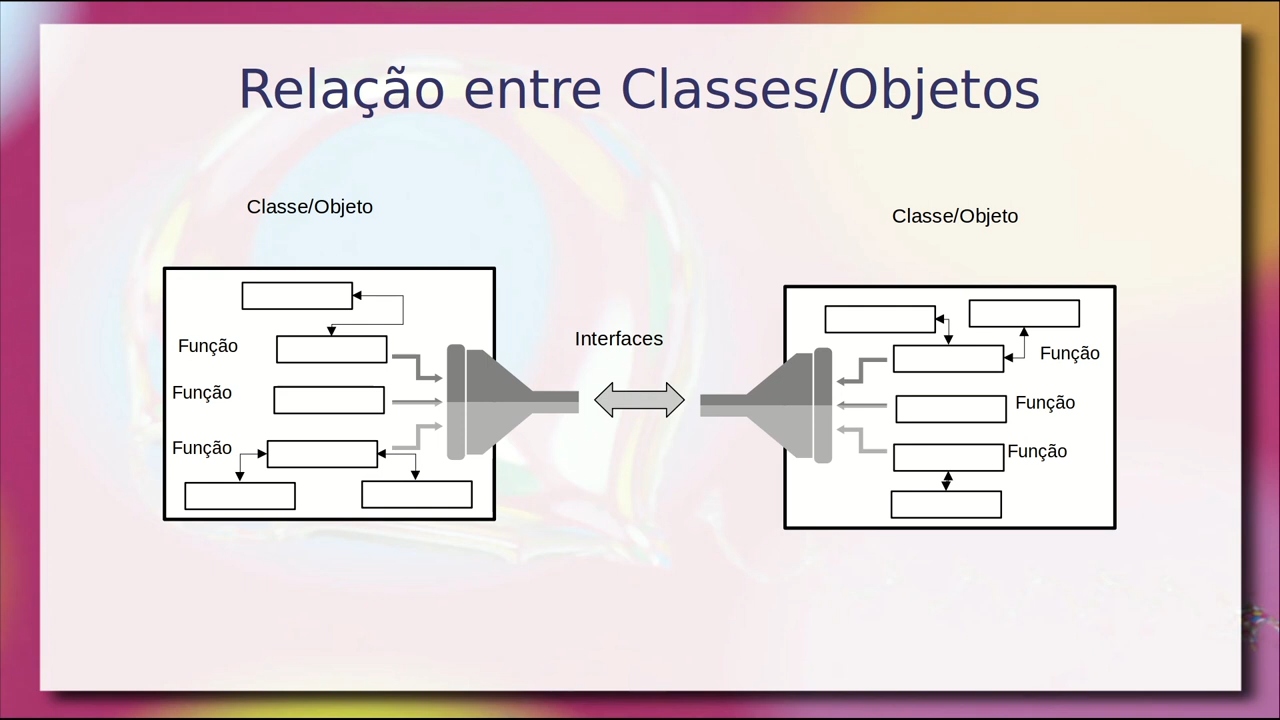 Relação entre Classes/Objetos
Classe/Objeto
Classe/Objeto
Interfaces
Função
Função
Função
Função
Função
Função